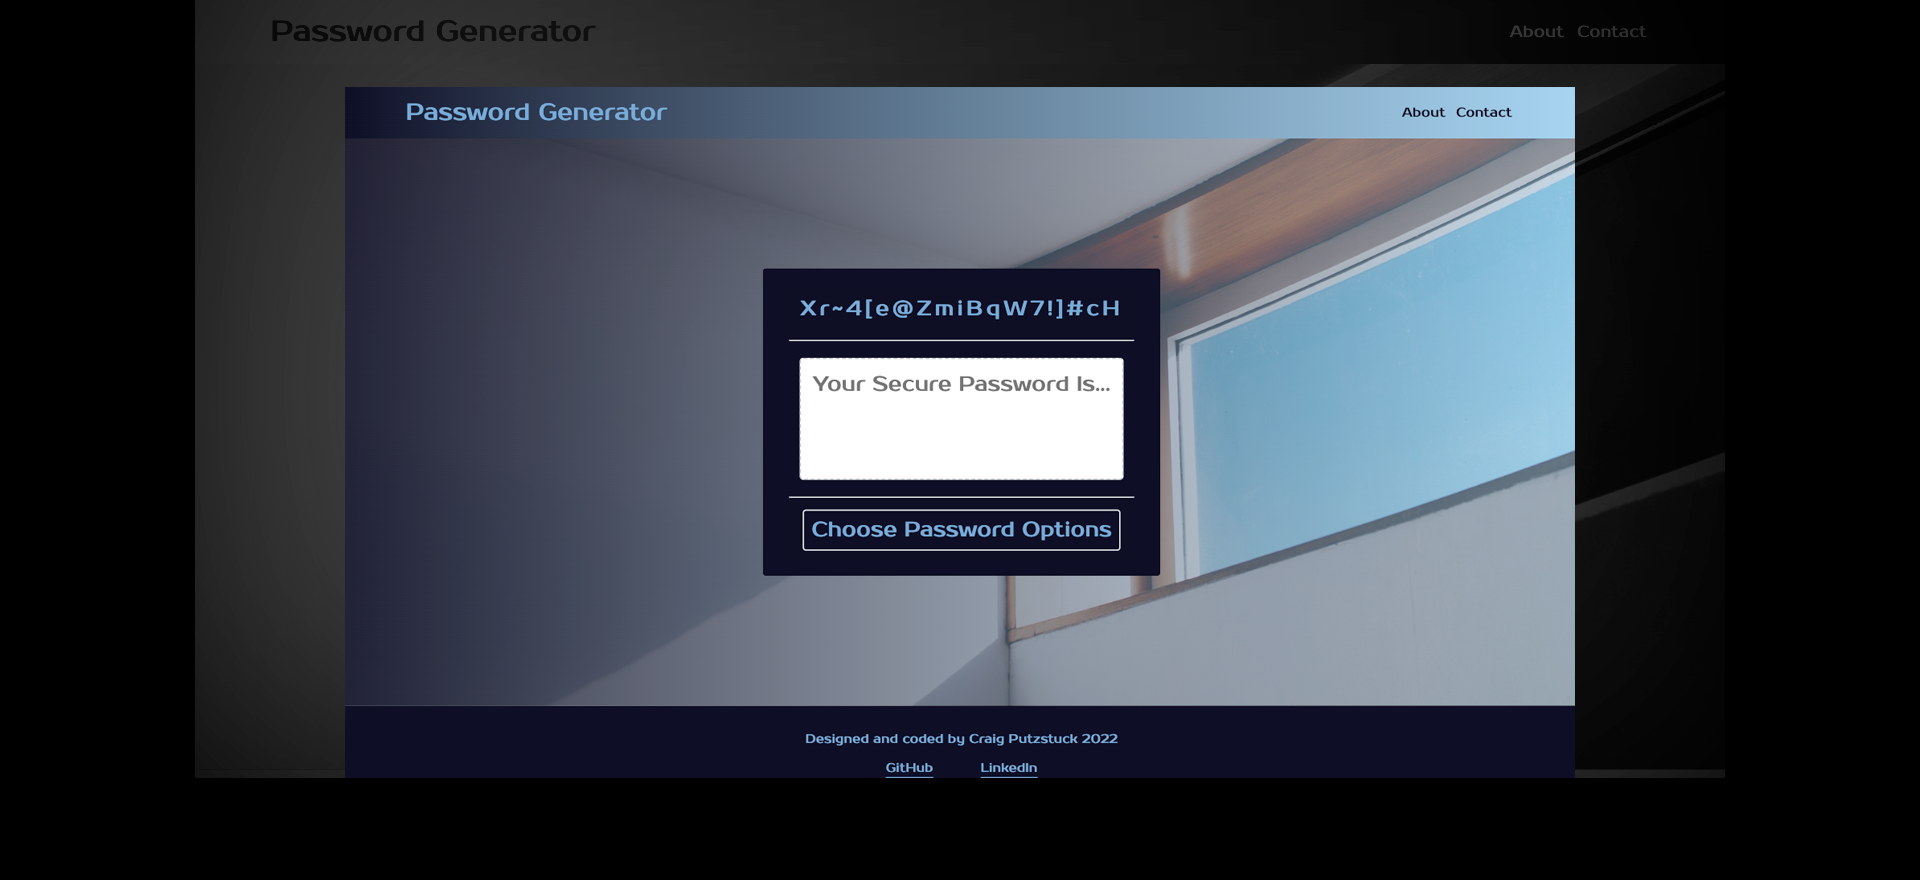 Password Generator
About Contact
Password Generator
About Contact
Xr~4[e@ZmiBqW7!]#cH
Your Secure Password Is...
Choose Password Options
Designed and coded by Craig Putzstuck 2022
GitHub LinkedIn